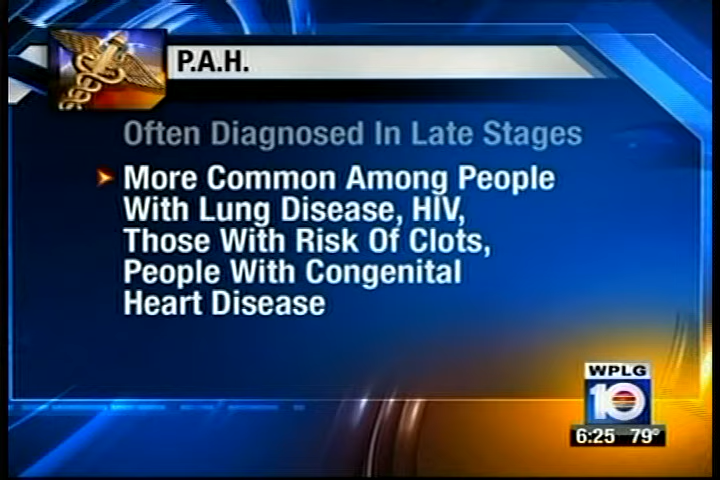 P.A.H.
Often Diagnosed In Late Stages
More Common Among People
With Lung Disease, HIV,
Those With Risk Of Clots,
People With Congenital
Heart Disease
WPLG
10
6:25 79°